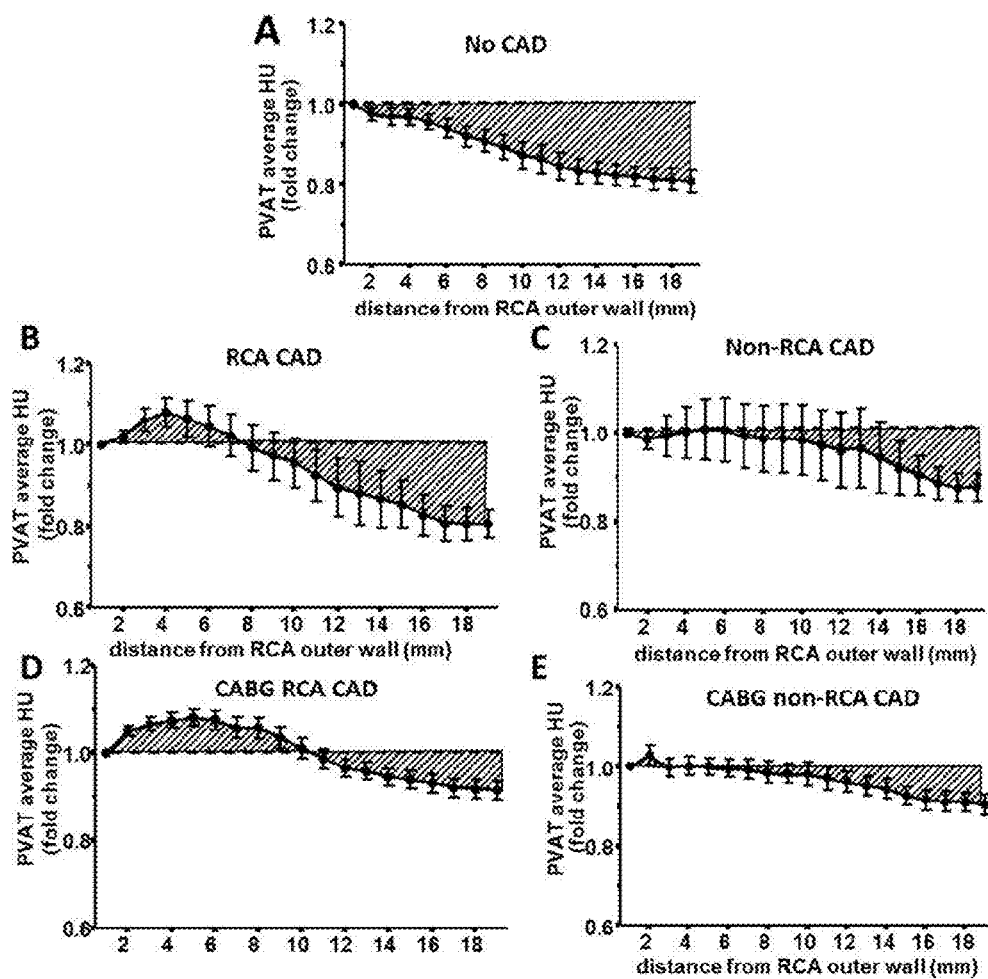 A
No CAD
PVAT average HU
(fold change)
1.2
1.0
0.8
0.6
2 4 6 8 10 12 14 16 18
distance from RCA outer wall (mm)
B
RCA CAD
PVAT average HU
(fold change)
1.2
1.0
0.8
0.6
2 4 6 8 10 12 14 16 18
distance from RCA outer wall (mm)
C
Non-RCA CAD
PVAT average HU
(fold change)
1.2
1.0
0.8
0.6
2 4 6 8 10 12 14 16 18
distance from RCA outer wall (mm)
D
CABG RCA CAD
PVAT average HU
(fold change)
1.2
1.0
0.8
0.6
2 4 6 8 10 12 14 16 18
distance from RCA outer wall (mm)
E
CABG non-RCA CAD
PVAT average HU
(fold change)
1.2
1.0
0.8
0.6
2 4 6 8 10 12 14 16 18
distance from RCA outer wall (mm)